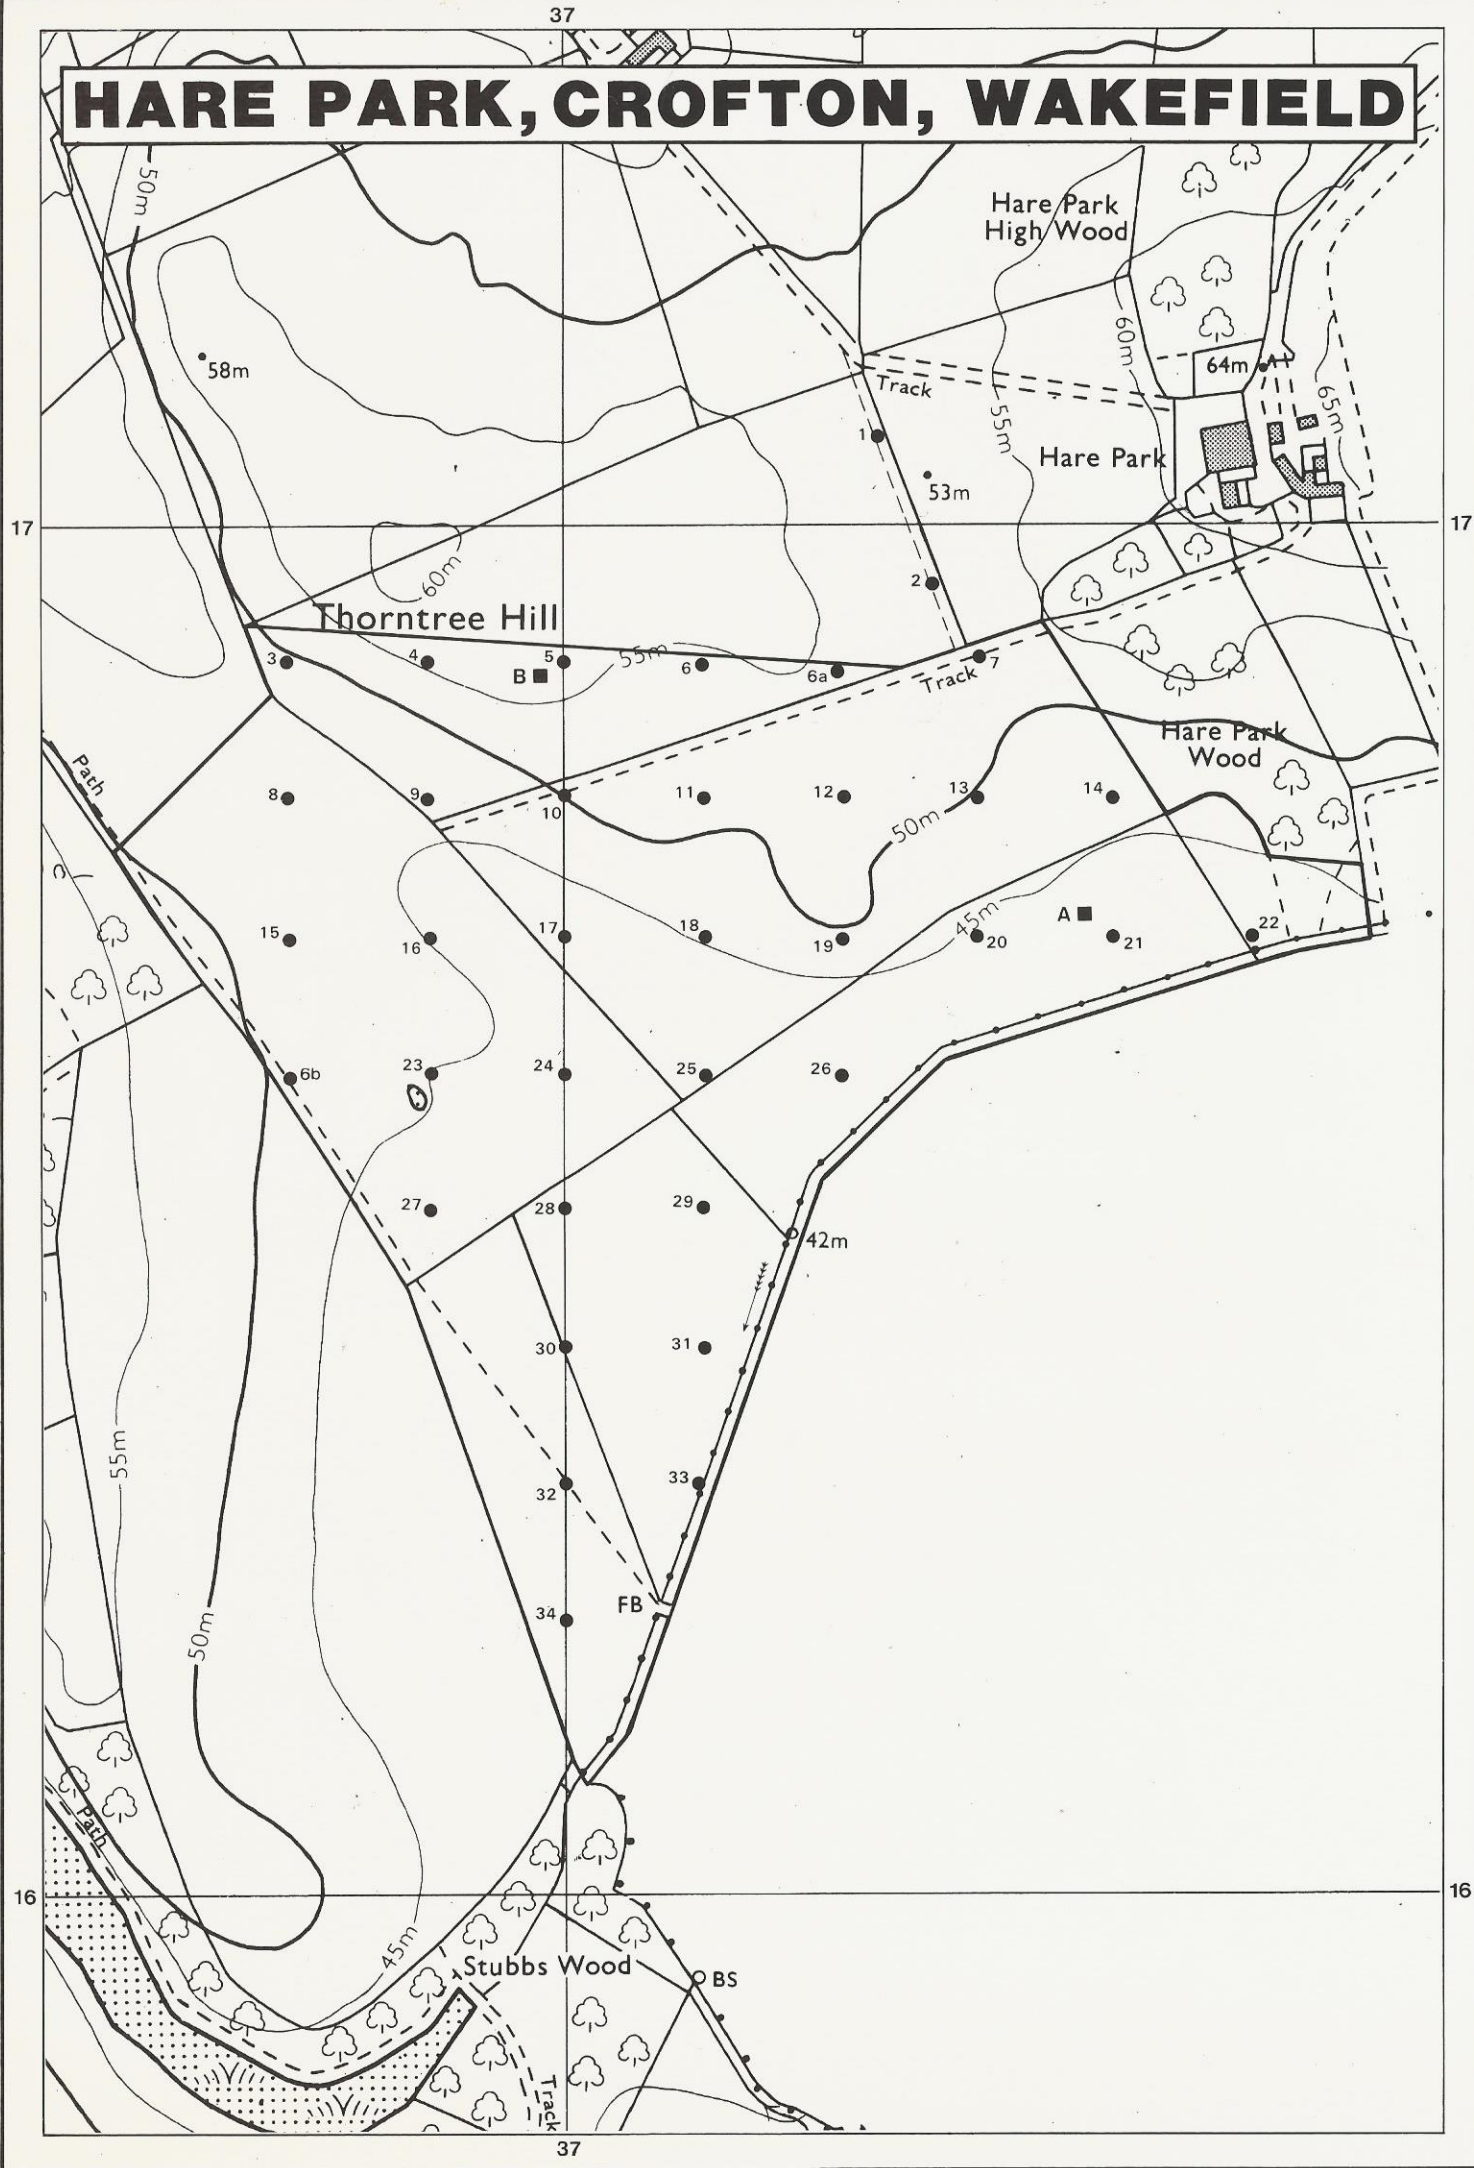 37
HARE PARK, CROFTON, WAKEFIELD
50m
Hare Park
High Wood
60m
58m
64m
Track
65m
55m
1
Hare Park
53m
17
17
60m
2
Thorntree Hill
3
4
5
55m
6
6a
7
B
Track
Hare Park
Wood
Path
8
9
10
11
12
13
14
50m
45m
A
15
16
17
18
19
20
21
22
6b
23
24
25
26
27
28
29
42m
30
31
55m
32
33
FB
34
50m
Path
16
16
45m
Stubbs Wood
BS
Track
37